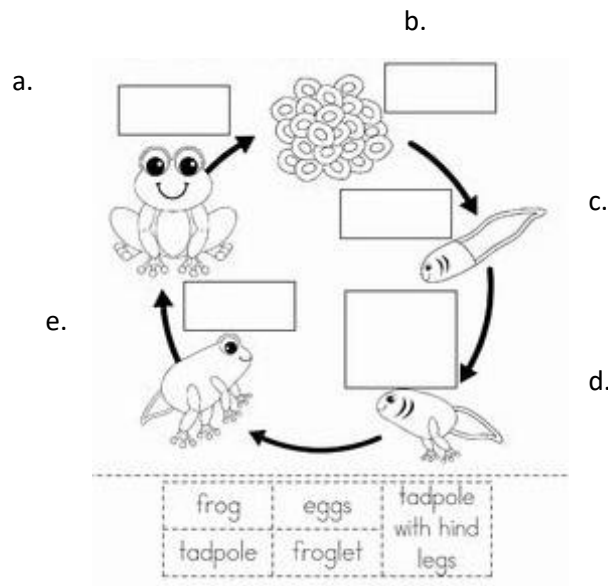 b.
a.
c.
e.
d.
frog
eggs
tadpole
with hind
legs
tadpole
froglet